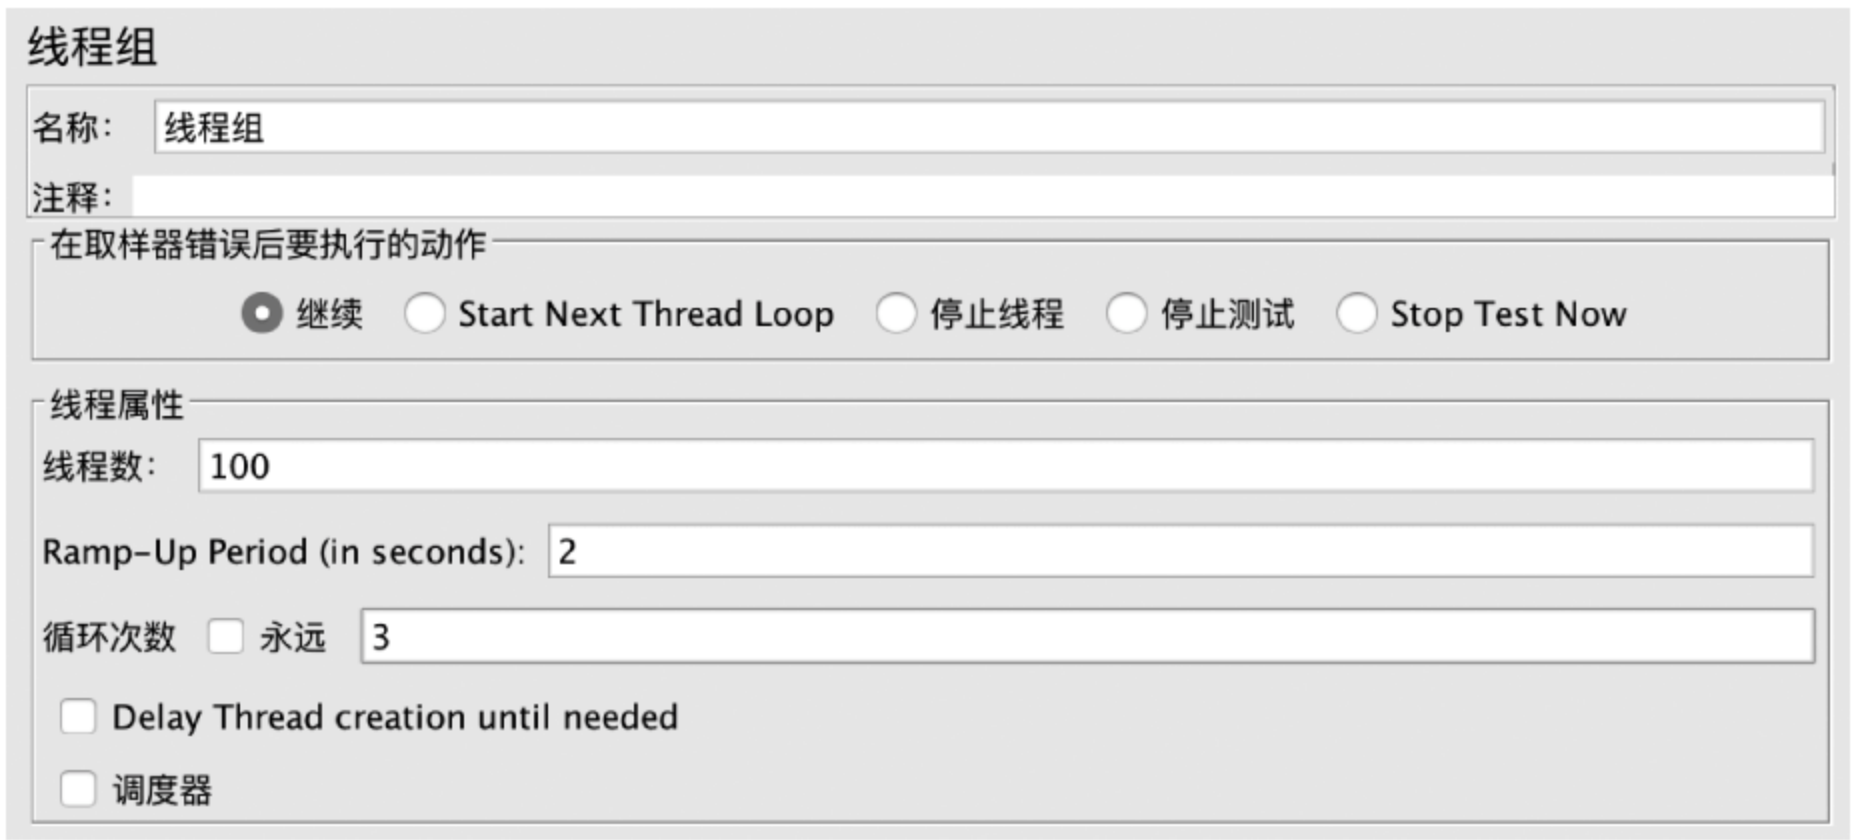 线程组
名称： 线程组
注释：
在取样器错误后要执行的动作
继续 Start Next Thread Loop 停止线程 停止测试 Stop Test Now
线程属性
线程数： 100
Ramp-Up Period (in seconds): 2
循环次数 永远 3
Delay Thread creation until needed
调度器